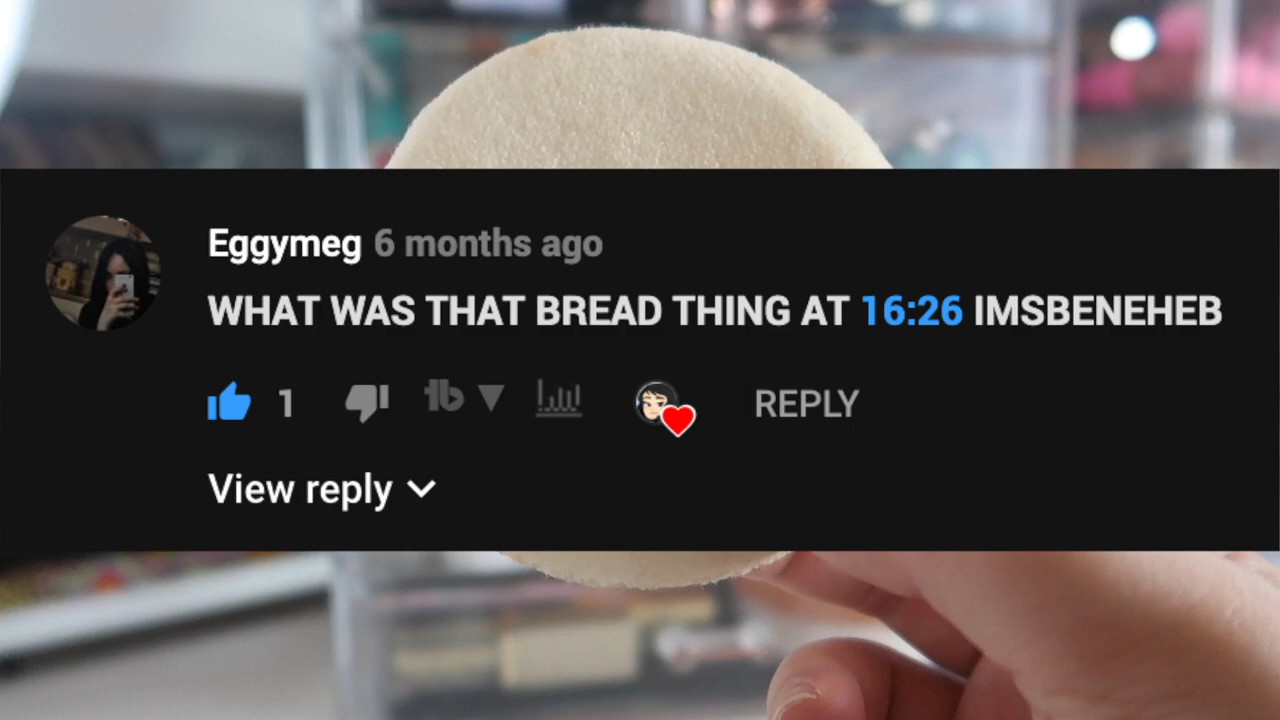 Eggymeg 6 months ago
WHAT WAS THAT BREAD THING AT 16:26 IMSBENEHEB
1 REPLY
View reply